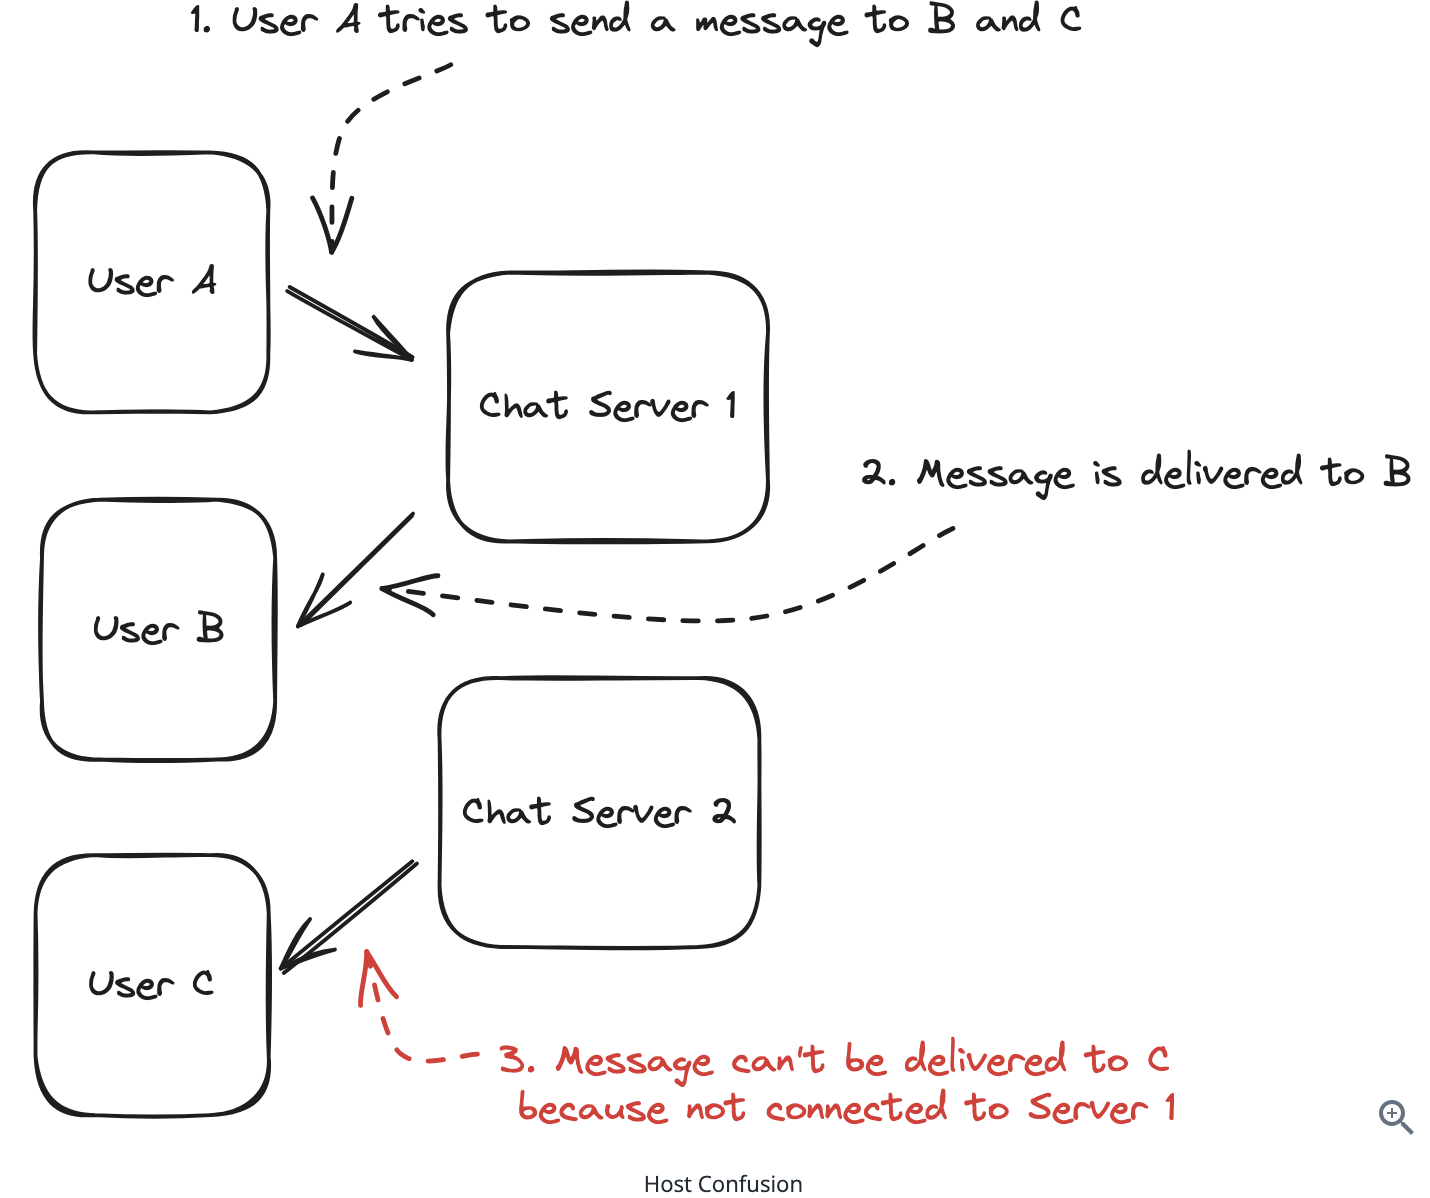 1. User A tries to send a message to B and C
User A
Chat Server 1
2. Message is delivered to B
User B
Chat Server 2
User C
3. Message can't be delivered to C
because not connected to Server 1
Host Confusion